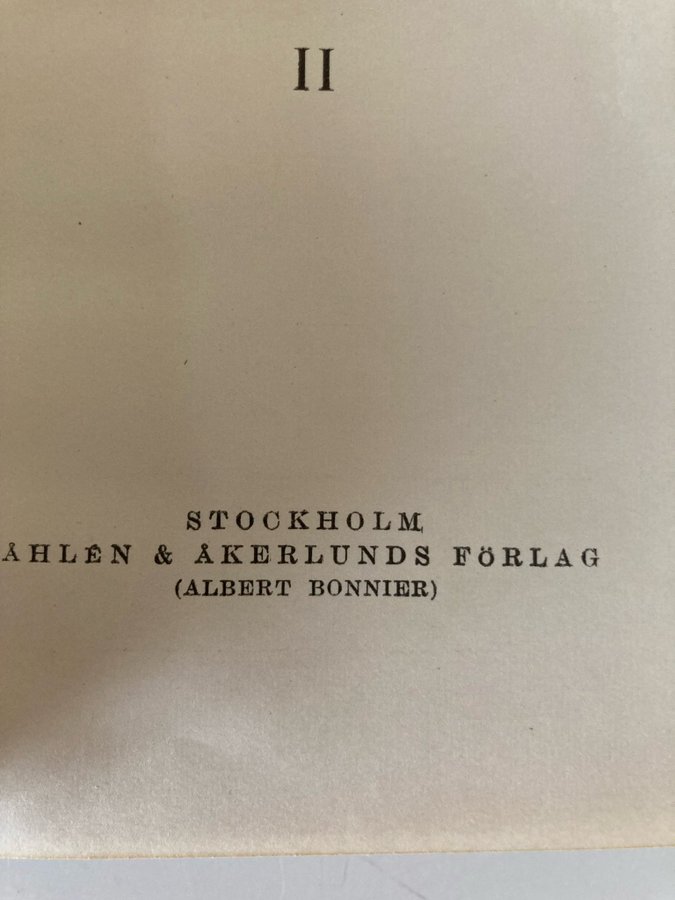 II
STOCKHOLM
ÅHLÉN & ÅKERLUNDS FÖRLAG
(ALBERT BONNIER)